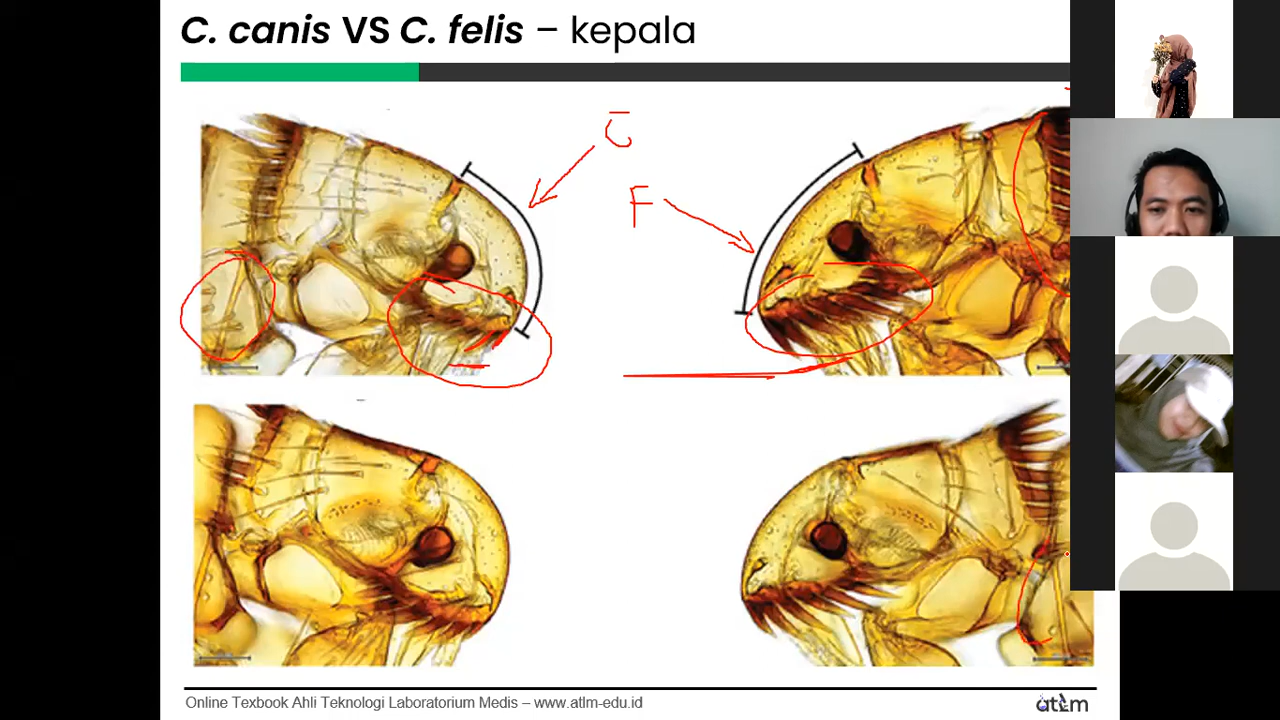 C. canis VS C. felis – kepala
C
F
Online Texbook Ahli Teknologi Laboratorium Medis – www.atlm-edu.id
atlm